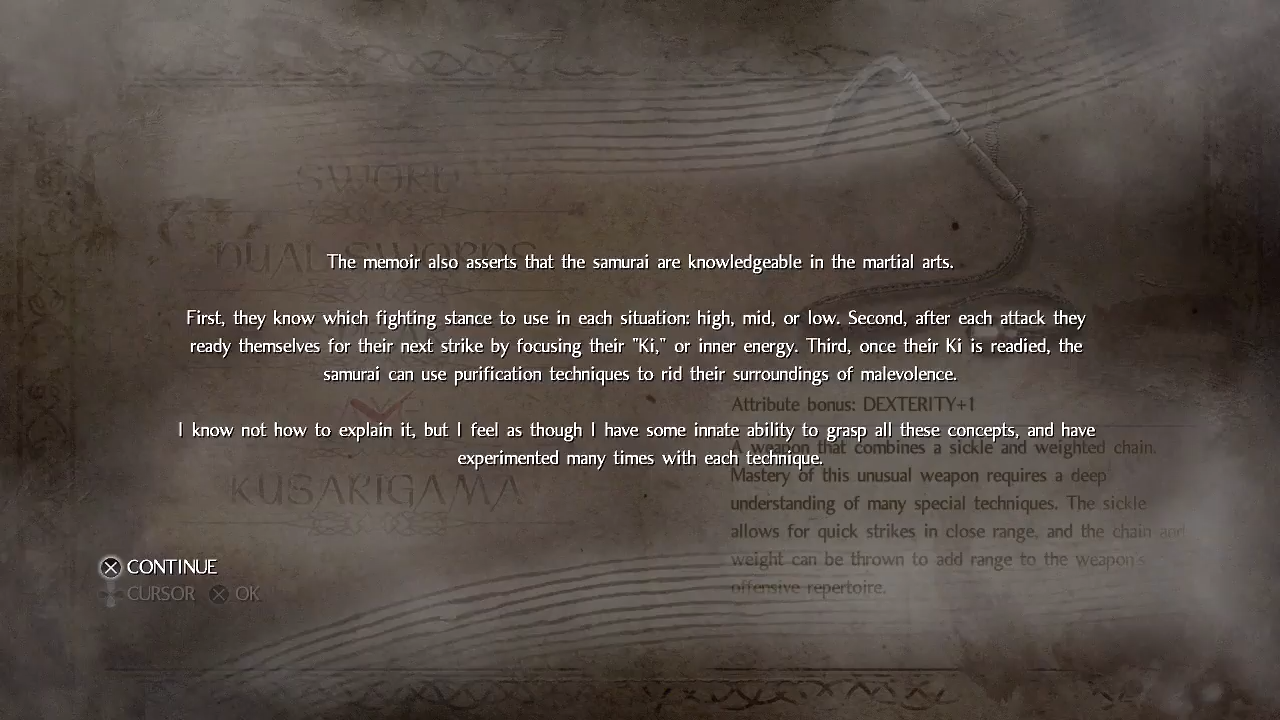 SWORD
DUAL SWORDS
The memoir also asserts that the samurai are knowledgeable in the martial arts.
First, they know which fighting stance to use in each situation: high, mid, or low. Second, after each attack they
ready themselves for their next strike by focusing their "Ki," or inner energy. Third, once their Ki is readied, the
samurai can use purification techniques to rid their surroundings of malevolence.
Attribute bonus: DEXTERITY+1
I know not how to explain it, but I feel as though I have some innate ability to grasp all these concepts, and have
experimented many times with each technique.
A weapon that combines a sickle and weighted chain.
Mastery of this unusual weapon requires a deep
understanding of many special techniques. The sickle
allows for quick strikes in close range, and the chain and
weight can be thrown to add range to the weapon's
offensive repertoire.
KUSARIGAMA
CONTINUE
CURSOR OK